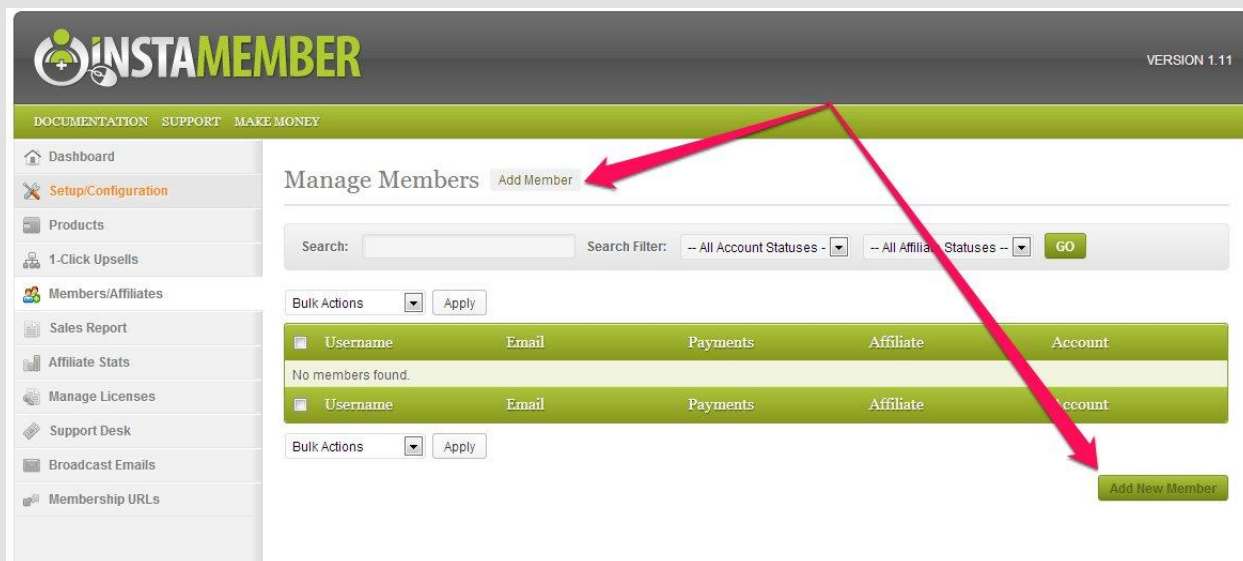 INSTAMEMBER
VERSION 1.11
DOCUMENTATION SUPPORT MAKE MONEY
Dashboard
Setup/Configuration
Products
1-Click Upsells
Members/Affiliates
Sales Report
Affiliate Stats
Manage Licenses
Support Desk
Broadcast Emails
Membership URLs
Manage Members Add Member
Search: Search Filter: -- All Account Statuses - -- All Affiliate Statuses -- GO
Bulk Actions Apply
Username Email Payments Affiliate Account
No members found.
Username Email Payments Affiliate Account
Bulk Actions Apply
Add New Member